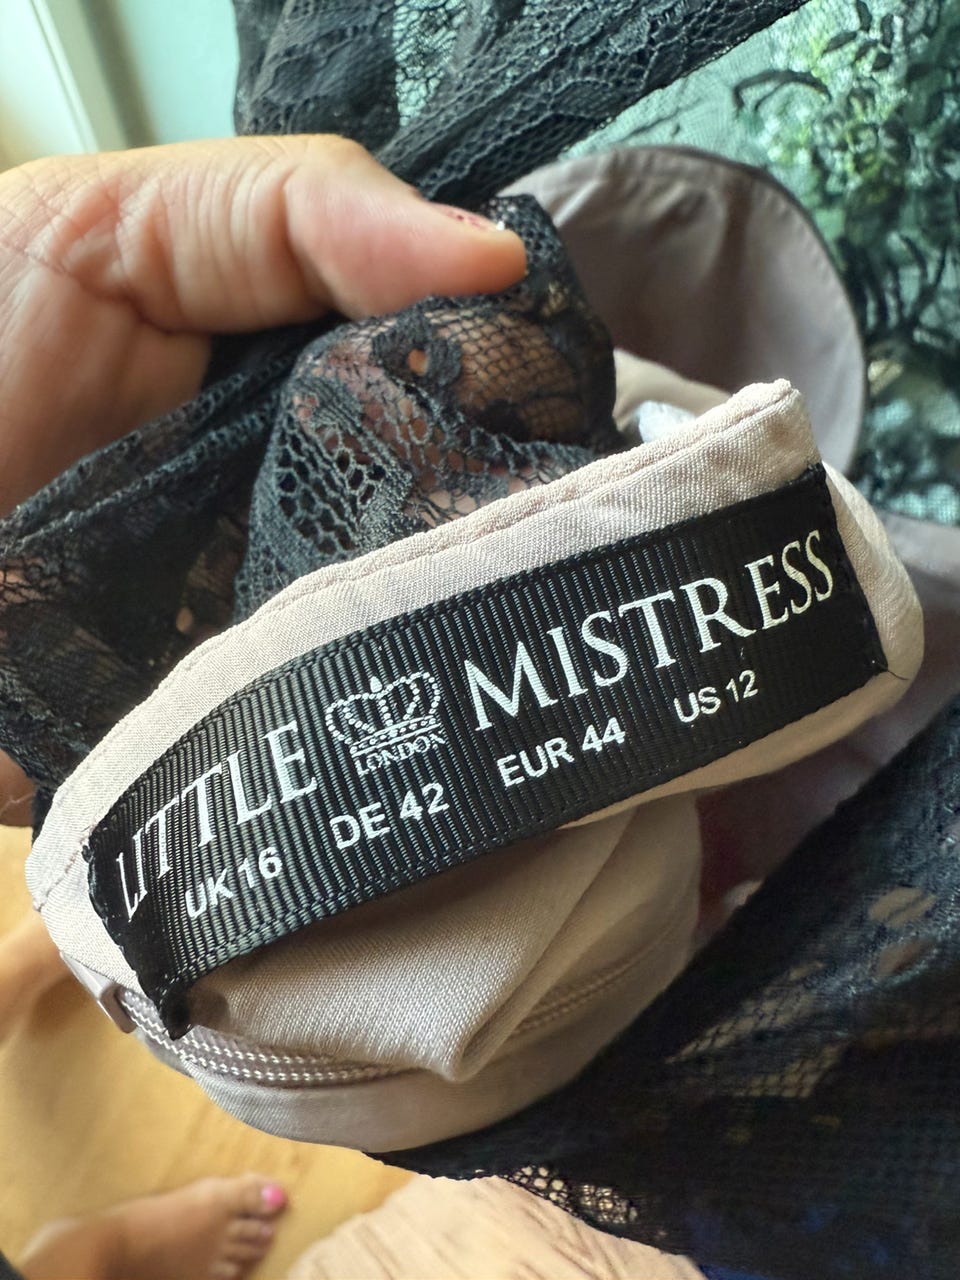 LITTLE LONDON MISTRESS
UK 16 DE 42 EUR 44 US 12